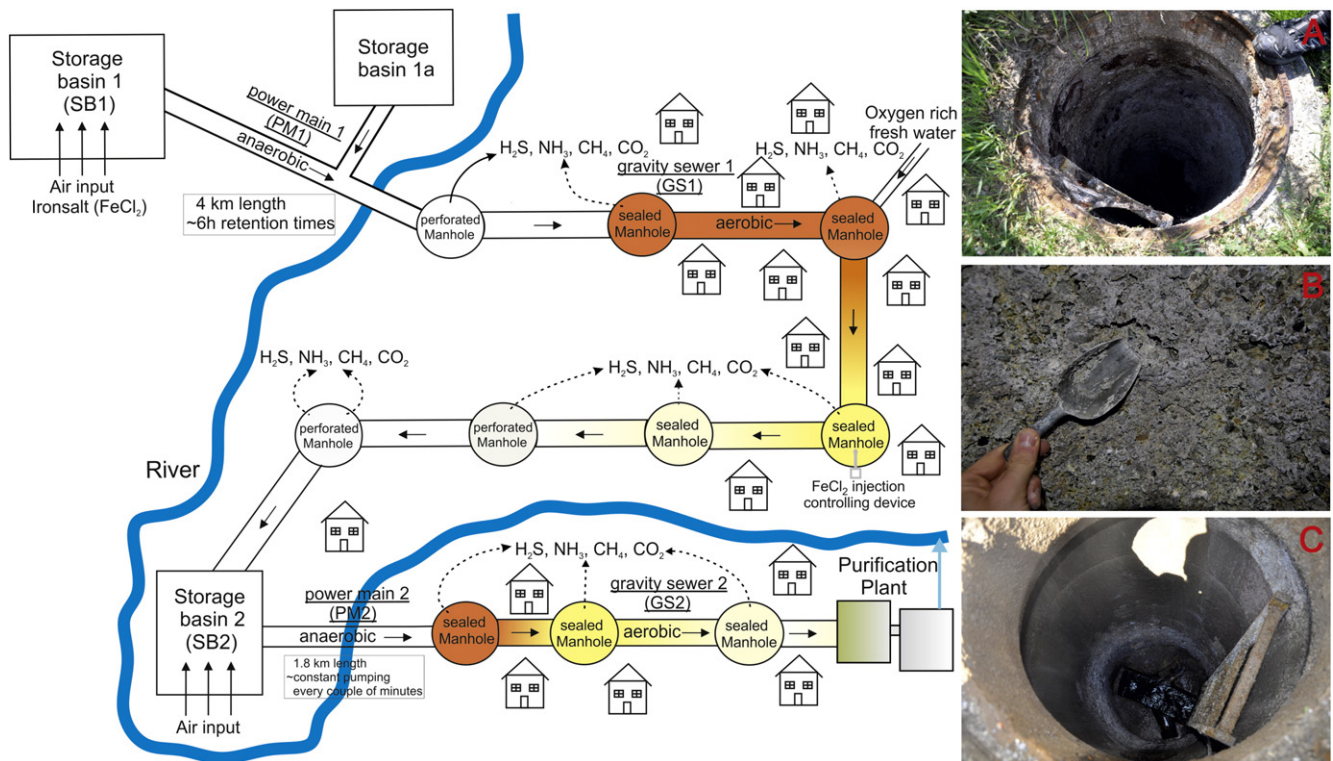 Storage
basin 1
(SB1)
Air input
Ironsalt (FeCl₂)
Storage
basin 1a
power main 1
(PM1)
anaerobic
4 km length
~6h retention times
perforated
Manhole
H₂S, NH₃, CH₄, CO₂
gravity sewer 1
(GS1)
sealed
Manhole
aerobic
H₂S, NH₃, CH₄, CO₂
Oxygen rich
fresh water
sealed
Manhole
H₂S, NH₃, CH₄, CO₂
perforated
Manhole
H₂S, NH₃, CH₄, CO₂
perforated
Manhole
sealed
Manhole
sealed
Manhole
FeCl₂ injection
controlling device
River
Storage
basin 2
(SB2)
Air input
power main 2
(PM2)
anaerobic
1.8 km length
~constant pumping
every couple of minutes
H₂S, NH₃, CH₄, CO₂
sealed
Manhole
sealed
Manhole
gravity sewer 2
(GS2)
aerobic
sealed
Manhole
Purification
Plant
A
B
C